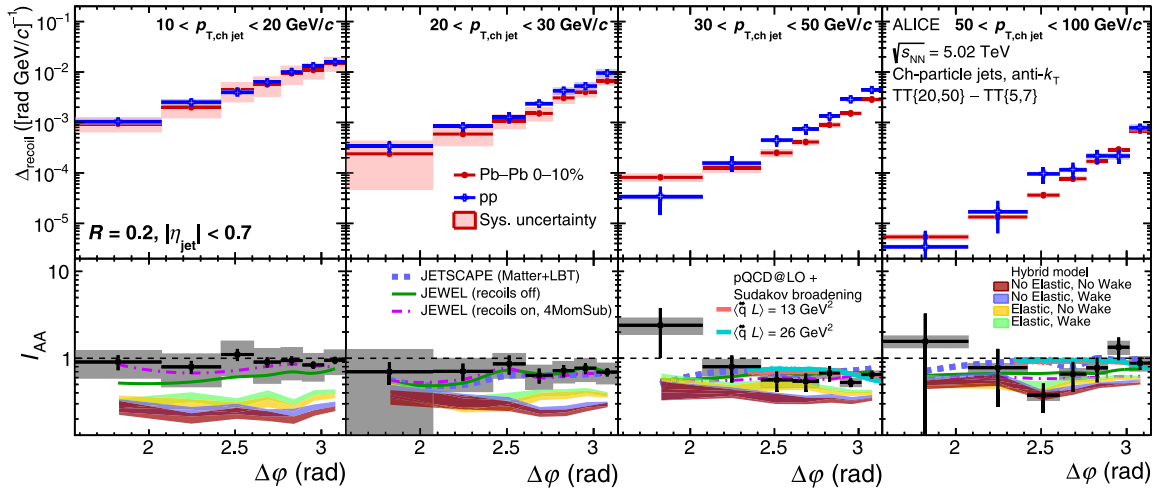 10 < p_T,ch jet < 20 GeV/c
20 < p_T,ch jet < 30 GeV/c
30 < p_T,ch jet < 50 GeV/c
50 < p_T,ch jet < 100 GeV/c
ALICE
√s_NN = 5.02 TeV
Ch-particle jets, anti-k_T
TT{20,50} − TT{5,7}
Δ_recoil ([rad GeV/c]⁻¹)
10⁻¹
10⁻²
10⁻³
10⁻⁴
10⁻⁵
R = 0.2, |η_jet| < 0.7
Pb–Pb 0–10%
pp
Sys. uncertainty
I_AA
10
1
JETSCAPE (Matter+LBT)
JEWEL (recoils off)
JEWEL (recoils on, 4MomSub)
pQCD@LO +
Sudakov broadening
⟨q̂ L⟩ = 13 GeV²
⟨q̂ L⟩ = 26 GeV²
Hybrid model
No Elastic, No Wake
No Elastic, Wake
Elastic, No Wake
Elastic, Wake
2 2.5 3 2 2.5 3 2 2.5 3 2 2.5 3
Δφ (rad) Δφ (rad) Δφ (rad) Δφ (rad)